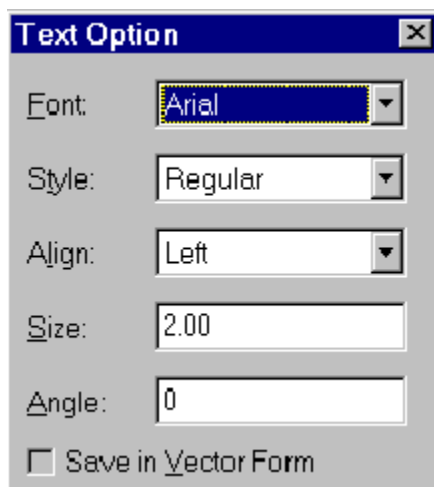 Text Option
Font: Arial
Style: Regular
Align: Left
Size: 2.00
Angle: 0
Save in Vector Form